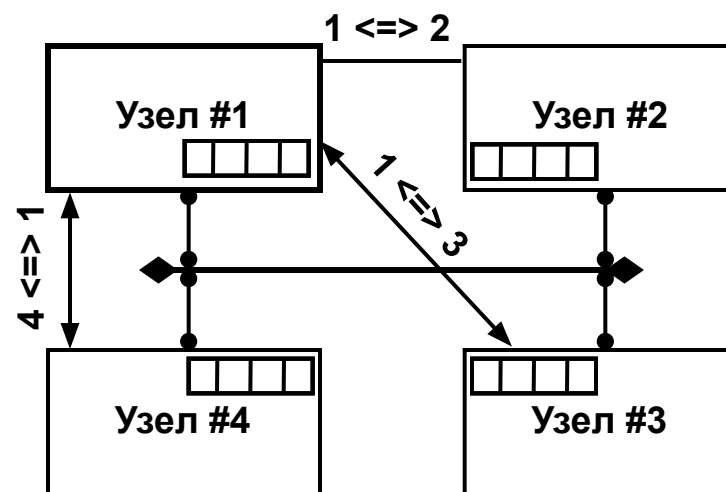 1 <=> 2
Узел #1
Узел #2
1 <=> 3
4 <=> 1
Узел #4
Узел #3